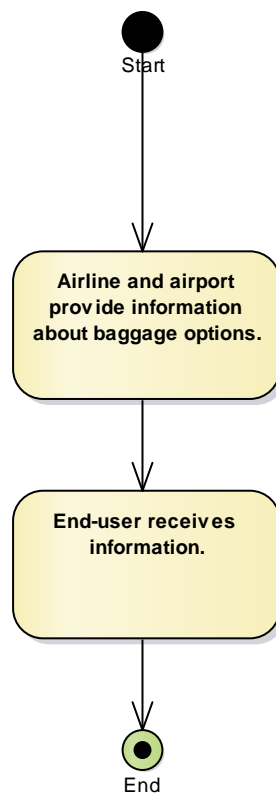 Start
Airline and airport
provide information
about baggage options.
End-user receives
information.
End